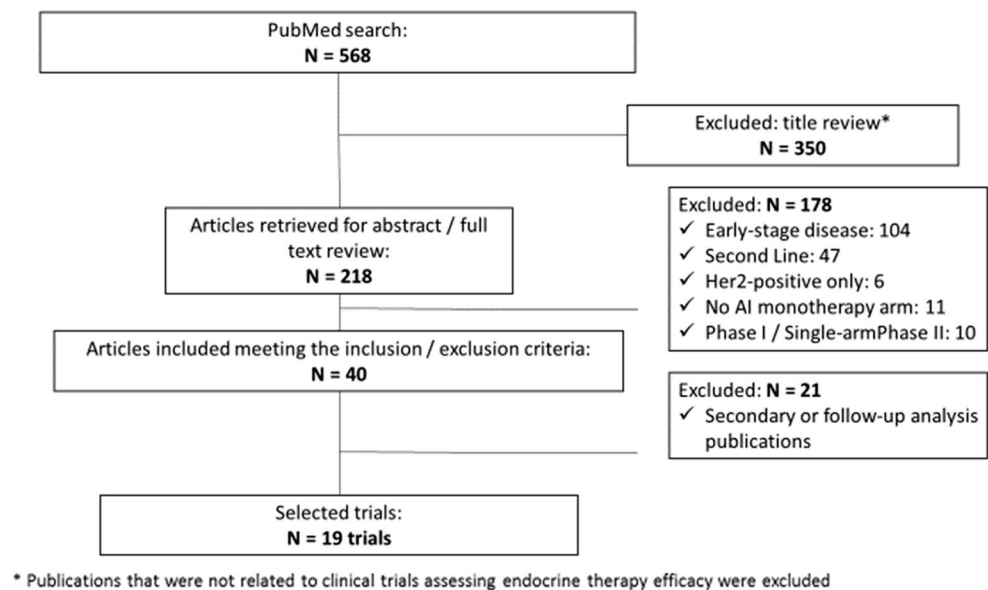 PubMed search:
N = 568
Excluded: title review*
N = 350
Articles retrieved for abstract / full
text review:
N = 218
Excluded: N = 178
✓ Early-stage disease: 104
✓ Second Line: 47
✓ Her2-positive only: 6
✓ No AI monotherapy arm: 11
✓ Phase I / Single-armPhase II: 10
Articles included meeting the inclusion / exclusion criteria:
N = 40
Excluded: N = 21
✓ Secondary or follow-up analysis
publications
Selected trials:
N = 19 trials
* Publications that were not related to clinical trials assessing endocrine therapy efficacy were excluded